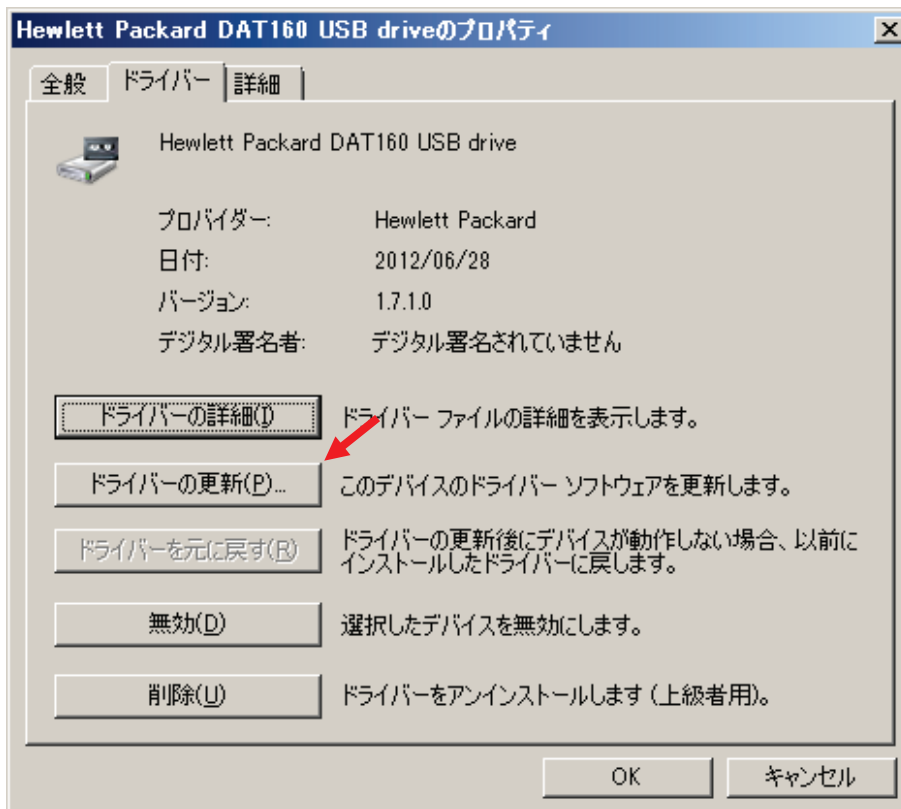 Hewlett Packard DAT160 USB driveのプロパティ
全般 ドライバー 詳細
Hewlett Packard DAT160 USB drive
プロバイダー: Hewlett Packard
日付: 2012/06/28
バージョン: 1.7.1.0
デジタル署名者: デジタル署名されていません
ドライバーの詳細(I) ドライバー ファイルの詳細を表示します。
ドライバーの更新(P)... このデバイスのドライバー ソフトウェアを更新します。
ドライバーを元に戻す(R) ドライバーの更新後にデバイスが動作しない場合、以前に
インストールしたドライバーに戻します。
無効(D) 選択したデバイスを無効にします。
削除(U) ドライバーをアンインストールします (上級者用)。
OK キャンセル